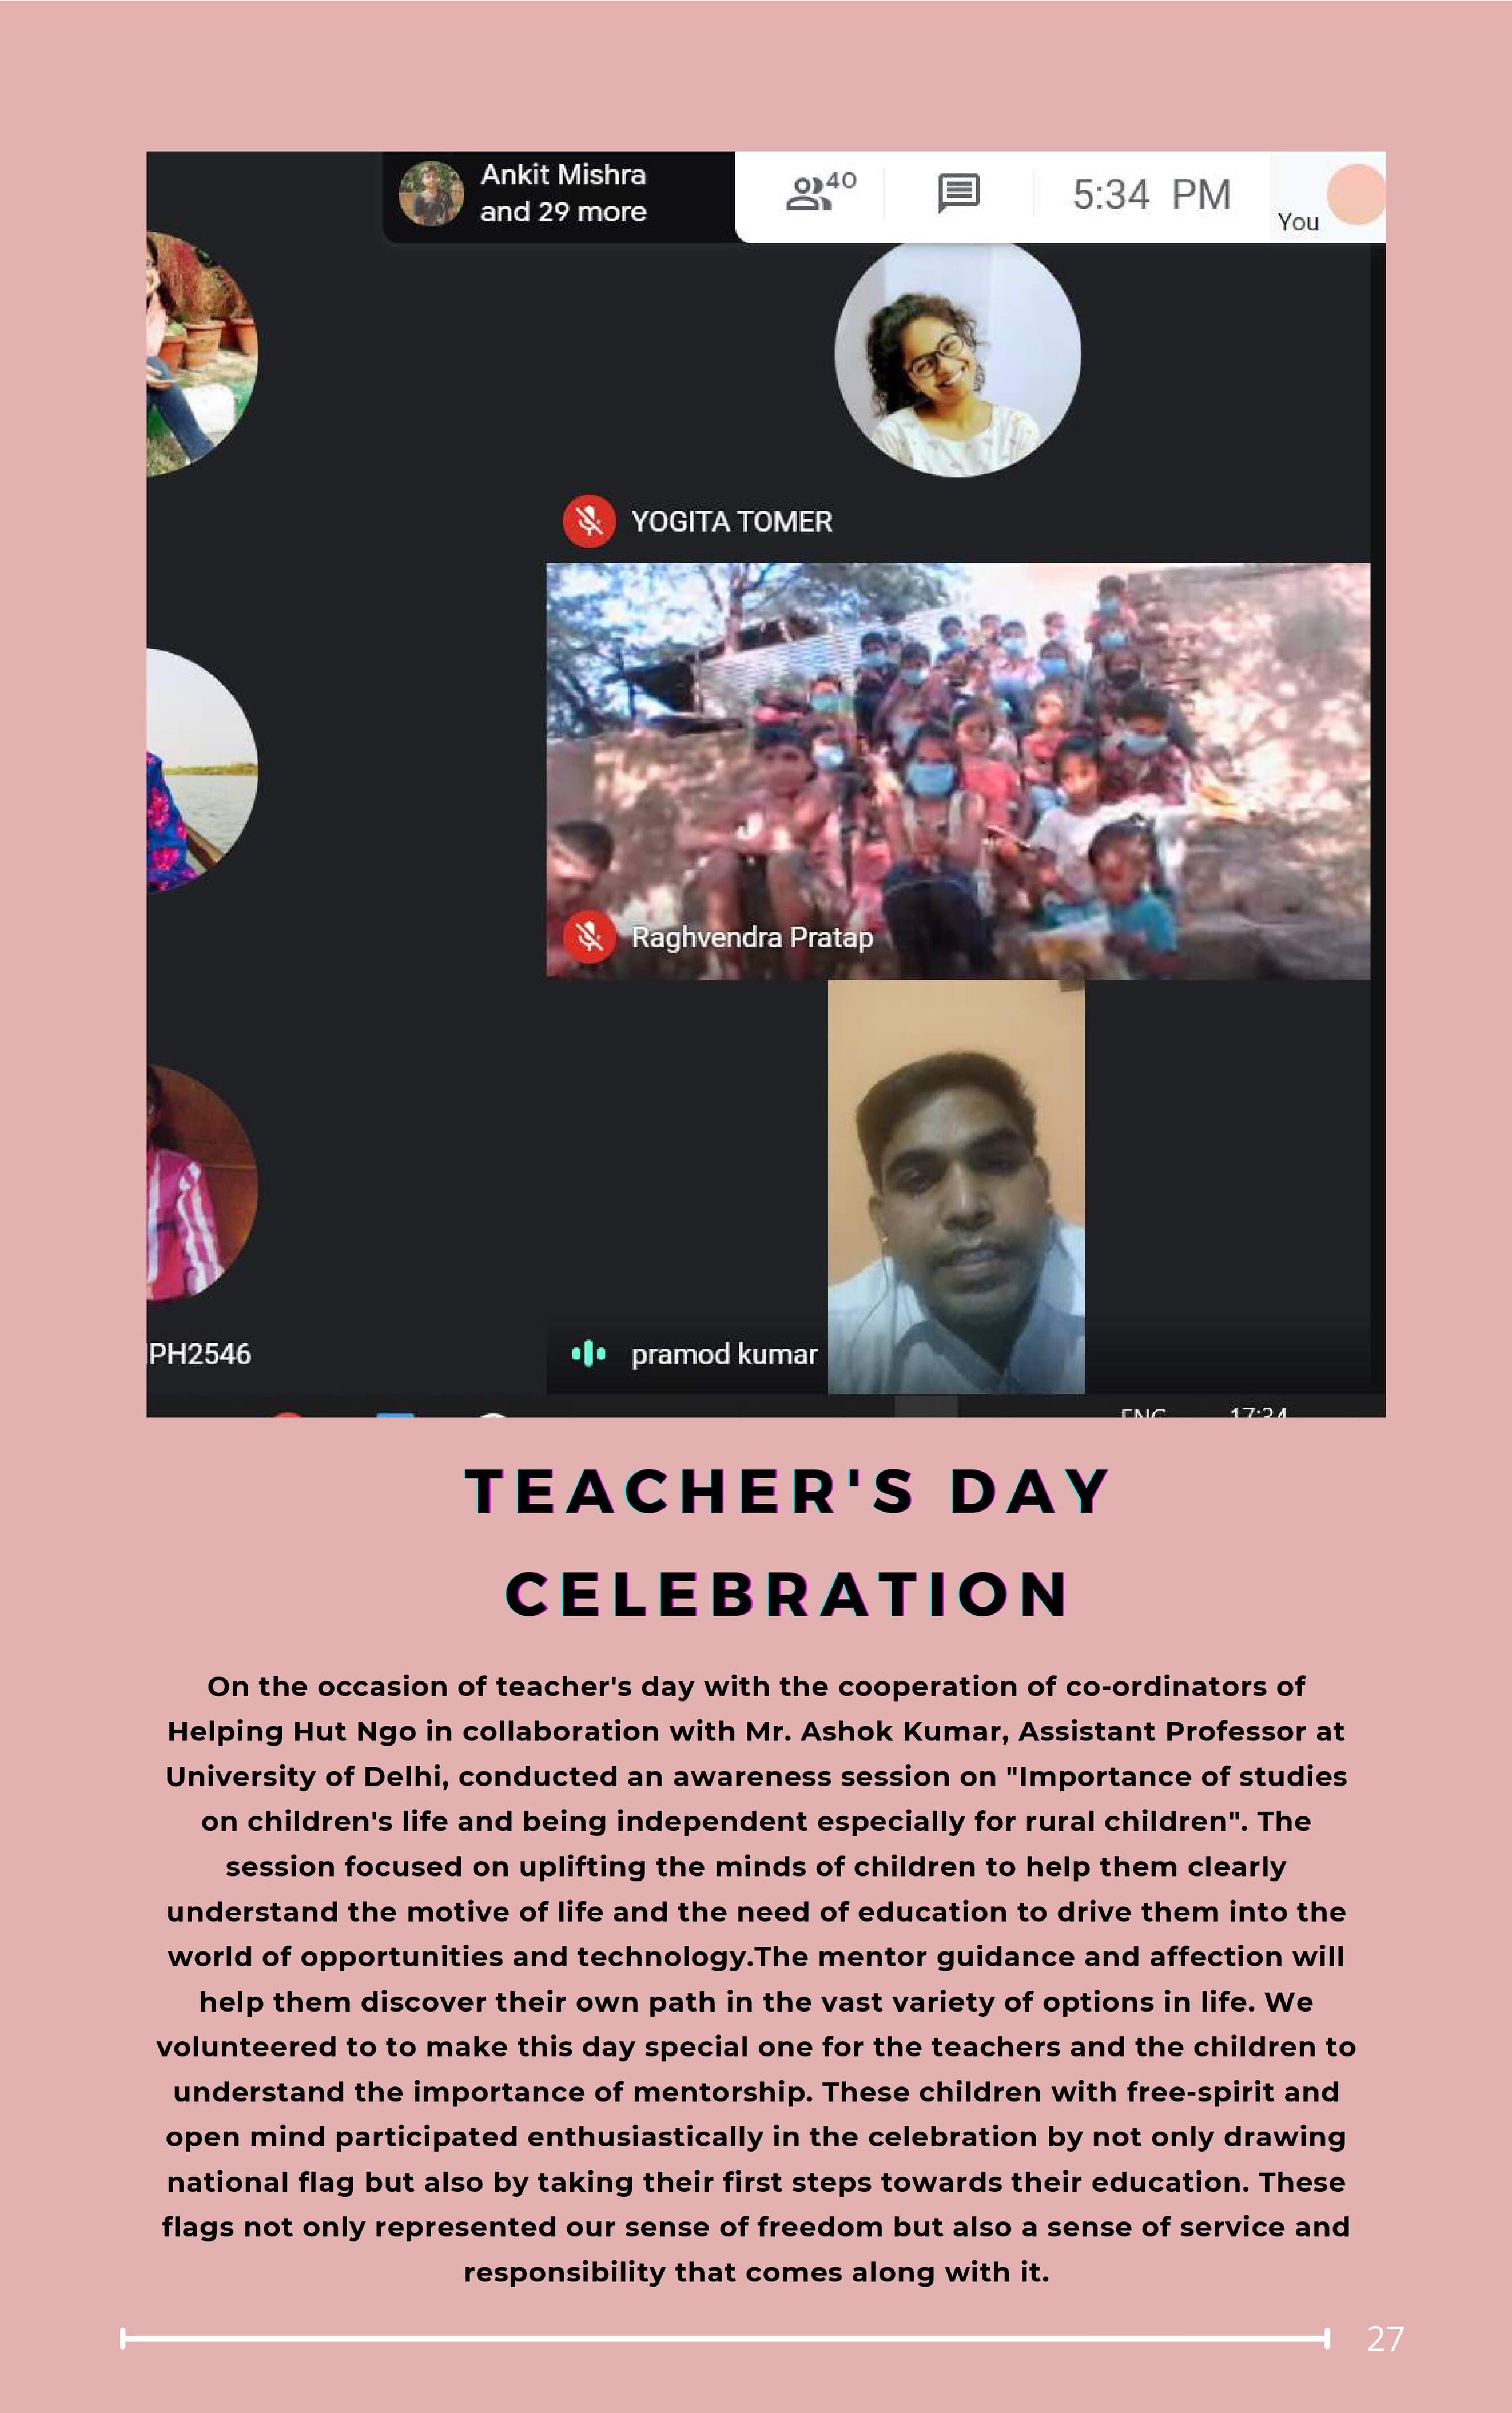 Ankit Mishra
and 29 more
40
5:34 PM
You
YOGITA TOMER
Raghvendra Pratap
PH2546
pramod kumar
ENG
17:34
TEACHER'S DAY
CELEBRATION
On the occasion of teacher's day with the cooperation of co-ordinators of
Helping Hut Ngo in collaboration with Mr. Ashok Kumar, Assistant Professor at
University of Delhi, conducted an awareness session on "Importance of studies
on children's life and being independent especially for rural children". The
session focused on uplifting the minds of children to help them clearly
understand the motive of life and the need of education to drive them into the
world of opportunities and technology.The mentor guidance and affection will
help them discover their own path in the vast variety of options in life. We
volunteered to to make this day special one for the teachers and the children to
understand the importance of mentorship. These children with free-spirit and
open mind participated enthusiastically in the celebration by not only drawing
national flag but also by taking their first steps towards their education. These
flags not only represented our sense of freedom but also a sense of service and
responsibility that comes along with it.
27